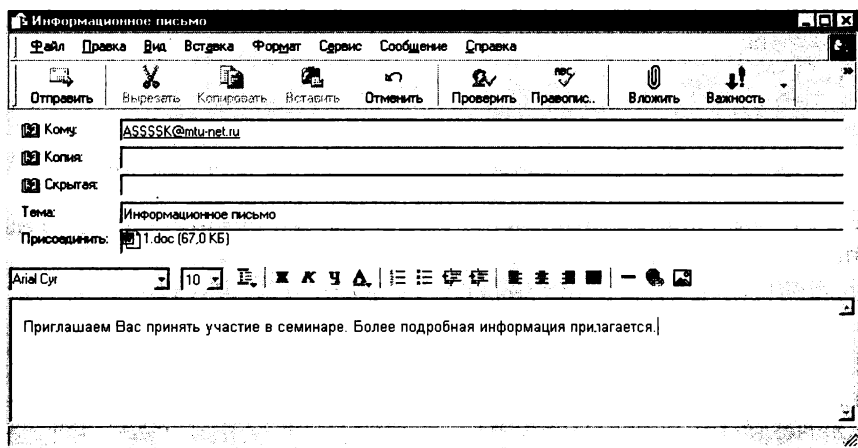 Информационное письмо
Файл Правка Вид Вставка Формат Сервис Сообщение Справка
Отправить Вырезать Копировать Вставить Отменить Проверить Правопис.. Вложить Важность
Кому: ASSSSK@mtu-net.ru
Копия:
Скрытая:
Тема: Информационное письмо
Присоединить: 1.doc (67,0 КБ)
Arial Cyr 10 Ж К Ч А
Приглашаем Вас принять участие в семинаре. Более подробная информация прилагается.